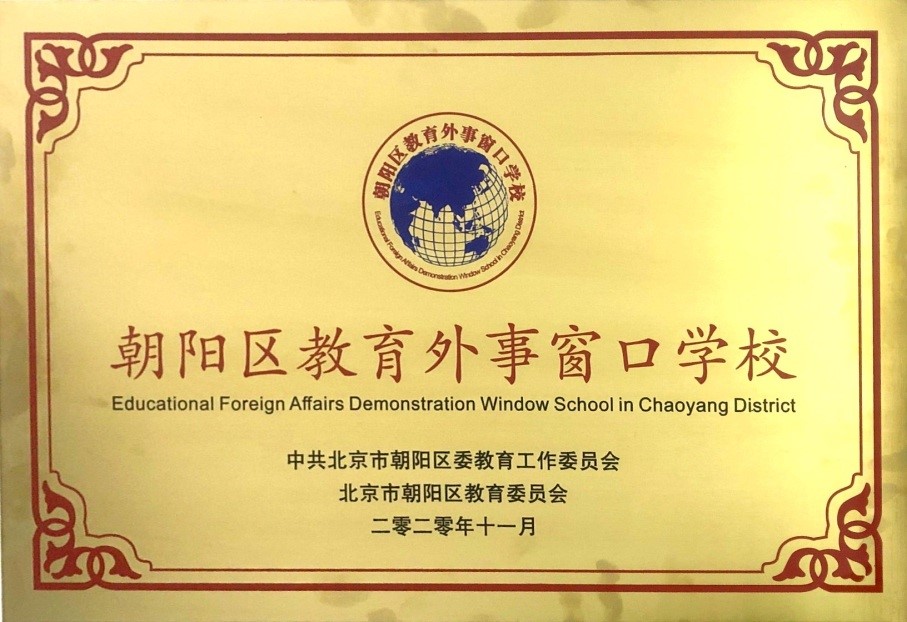 朝阳区教育外事窗口学校
Educational Foreign Affairs Demonstration Window School in Chaoyang District
朝阳区教育外事窗口学校
Educational Foreign Affairs Demonstration Window School in Chaoyang District
中共北京市朝阳区委教育工作委员会
北京市朝阳区教育委员会
二零二零年十一月